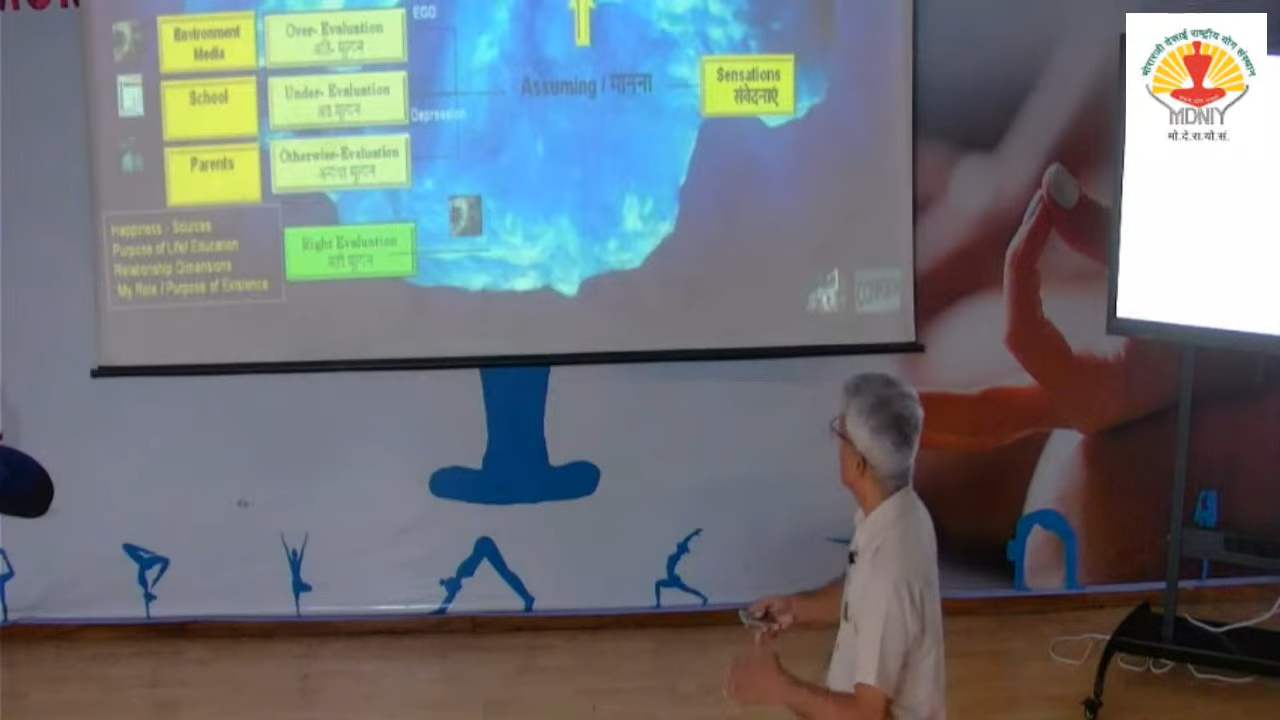 EGO
Environment
Media
Over- Evaluation
अति- मूल्यन
School
Under- Evaluation
अव मूल्यन
Depression
Assuming / मानना
Sensations
संवेदनाएं
Parents
Otherwise-Evaluation
अन्यथा मूल्यन
Right Evaluation
सही मूल्यन
Happiness - Sources
Purpose of Life/ Education
Relationship Dimensions
My Role / Purpose of Existence
मोरारजी देसाई राष्ट्रीय योग संस्थान
MDNIY
मो.दे.रा.यो.सं.